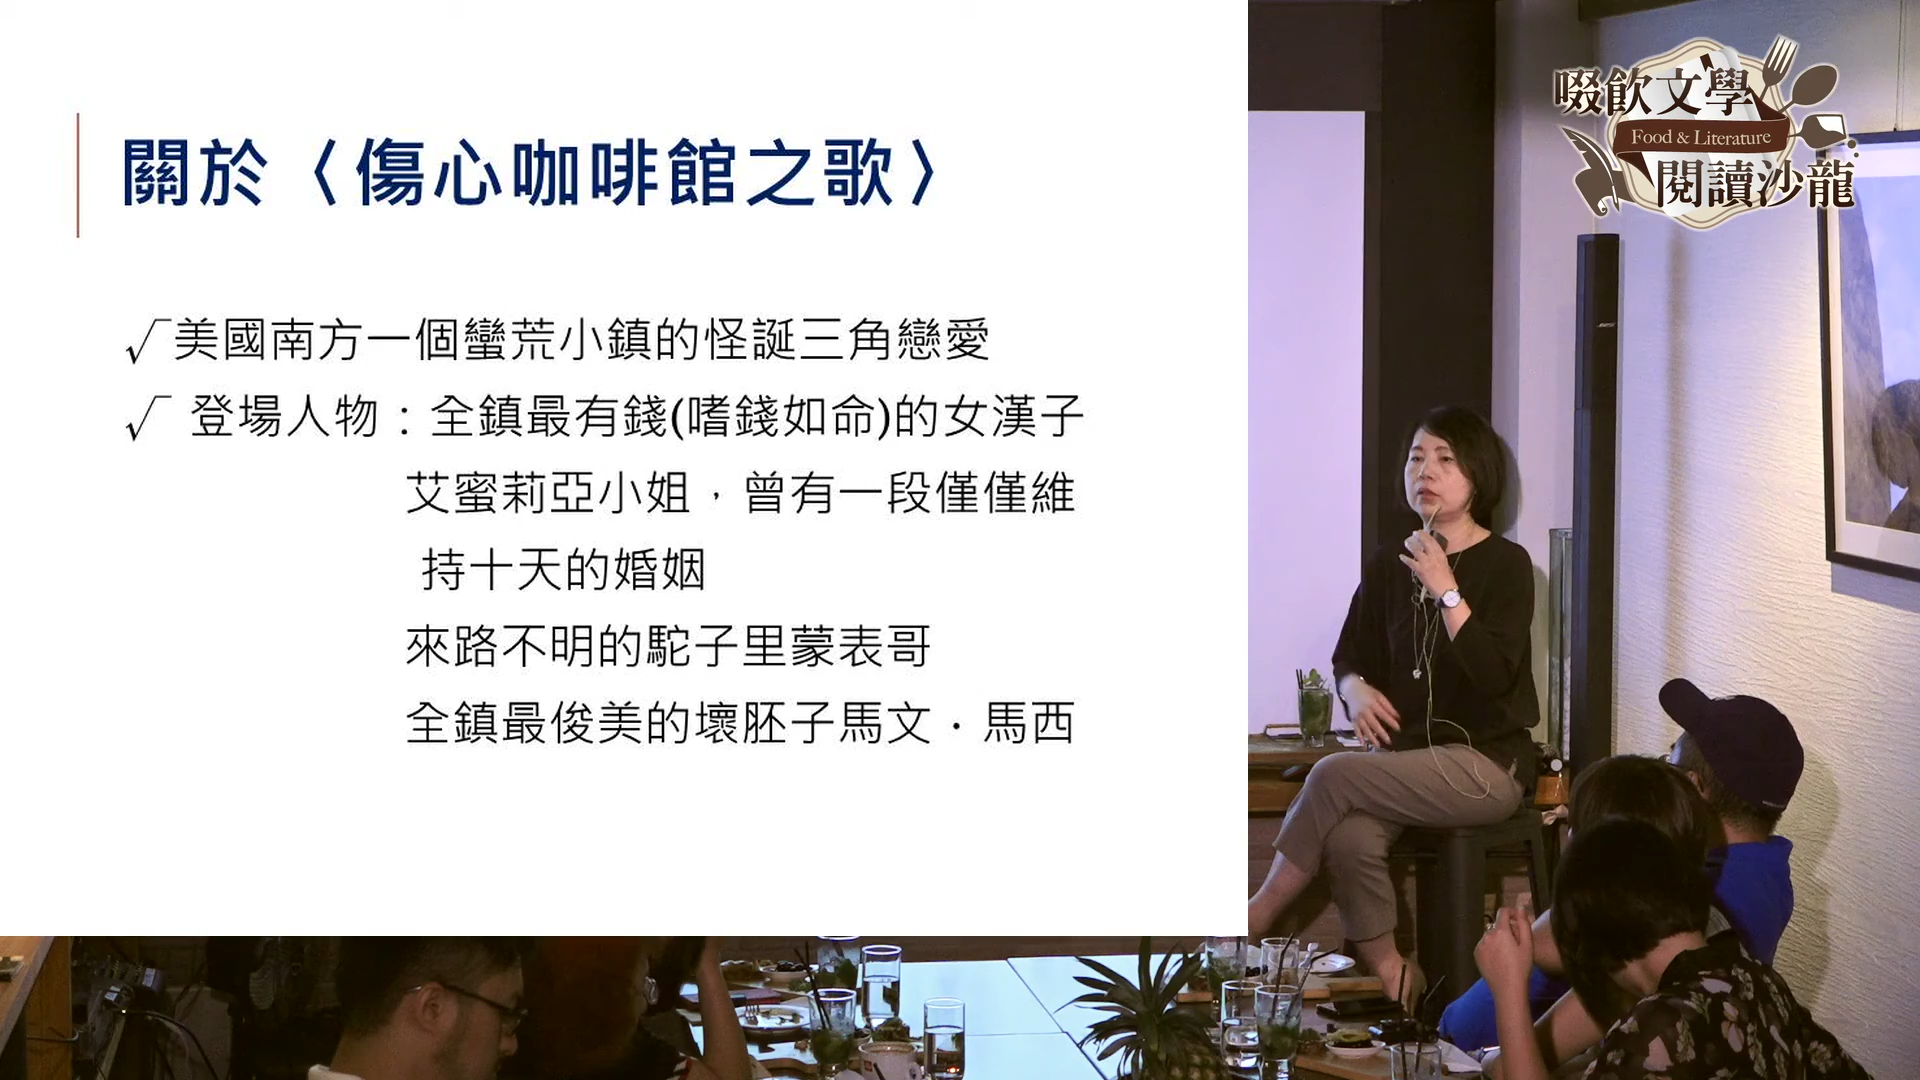 關於〈傷心咖啡館之歌〉
√美國南方一個蠻荒小鎮的怪誕三角戀愛
√ 登場人物：全鎮最有錢(嗜錢如命)的女漢子
艾蜜莉亞小姐，曾有一段僅僅維
持十天的婚姻
來路不明的駝子里蒙表哥
全鎮最俊美的壞胚子馬文．馬西
啜飲文學
Food & Literature
閱讀沙龍